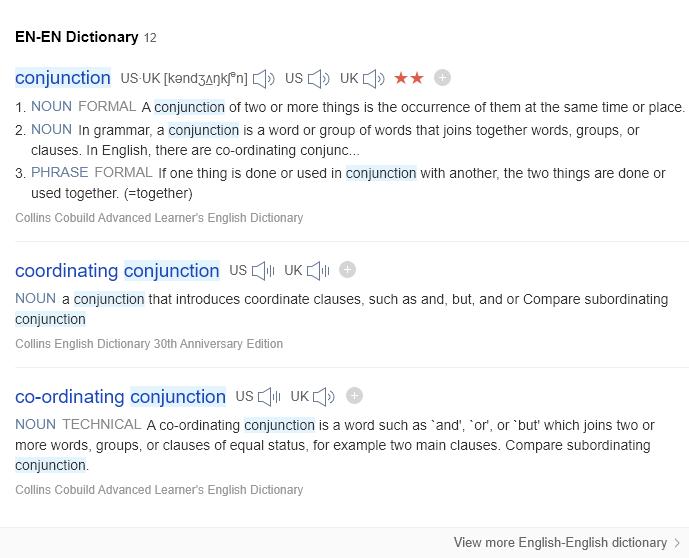 EN-EN Dictionary 12
conjunction US·UK [kəndʒʌŋkʃᵊn] US UK ★★
1. NOUN FORMAL A conjunction of two or more things is the occurrence of them at the same time or place.
2. NOUN In grammar, a conjunction is a word or group of words that joins together words, groups, or
clauses. In English, there are co-ordinating conjunc...
3. PHRASE FORMAL If one thing is done or used in conjunction with another, the two things are done or
used together. (=together)
Collins Cobuild Advanced Learner's English Dictionary
coordinating conjunction US UK
NOUN a conjunction that introduces coordinate clauses, such as and, but, and or Compare subordinating
conjunction
Collins English Dictionary 30th Anniversary Edition
co-ordinating conjunction US UK
NOUN TECHNICAL A co-ordinating conjunction is a word such as `and', `or', or `but' which joins two or
more words, groups, or clauses of equal status, for example two main clauses. Compare subordinating
conjunction.
Collins Cobuild Advanced Learner's English Dictionary
View more English-English dictionary >